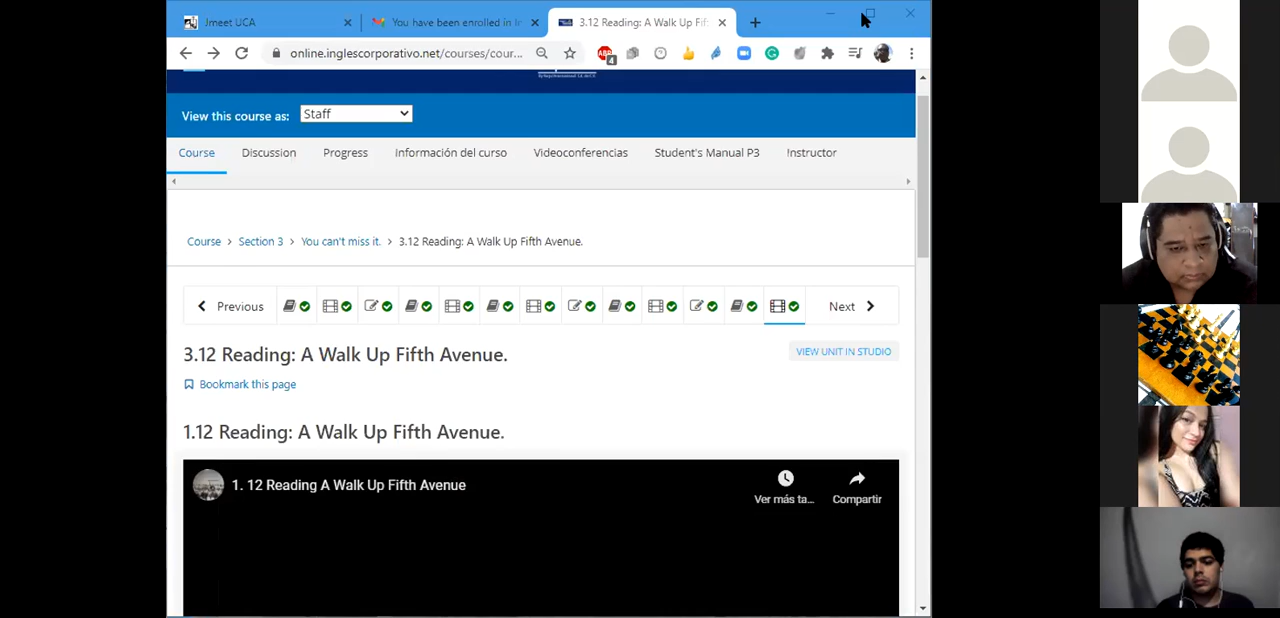 Jmeet UCA
You have been enrolled in I
3.12 Reading: A Walk Up Fif
online.inglescorporativo.net/courses/cour...
ABP
4
View this course as:
Staff
Course
Discussion
Progress
Información del curso
Videoconferencias
Student's Manual P3
Instructor
Course > Section 3 > You can't miss it. > 3.12 Reading: A Walk Up Fifth Avenue.
Previous
Next
3.12 Reading: A Walk Up Fifth Avenue.
VIEW UNIT IN STUDIO
Bookmark this page
1.12 Reading: A Walk Up Fifth Avenue.
1. 12 Reading A Walk Up Fifth Avenue
Ver más ta...
Compartir